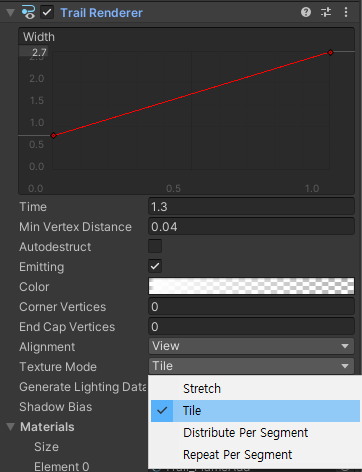 Trail Renderer
Width
2.7
2.5
2.0
1.5
1.0
0.5
0.0
0.0 0.5 1.0
Time 1.3
Min Vertex Distance 0.04
Autodestruct
Emitting
Color
Corner Vertices 0
End Cap Vertices 0
Alignment View
Texture Mode Tile
Generate Lighting Data
Stretch
Shadow Bias
Tile
Materials
Distribute Per Segment
Size
Repeat Per Segment
Element 0